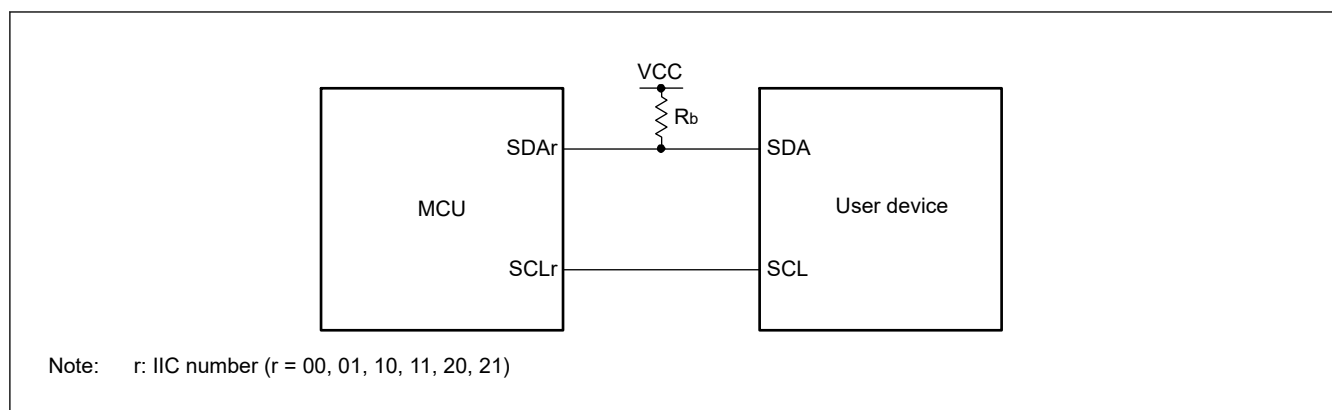 VCC
Rb
SDAr SDA
MCU User device
SCLr SCL
Note: r: IIC number (r = 00, 01, 10, 11, 20, 21)